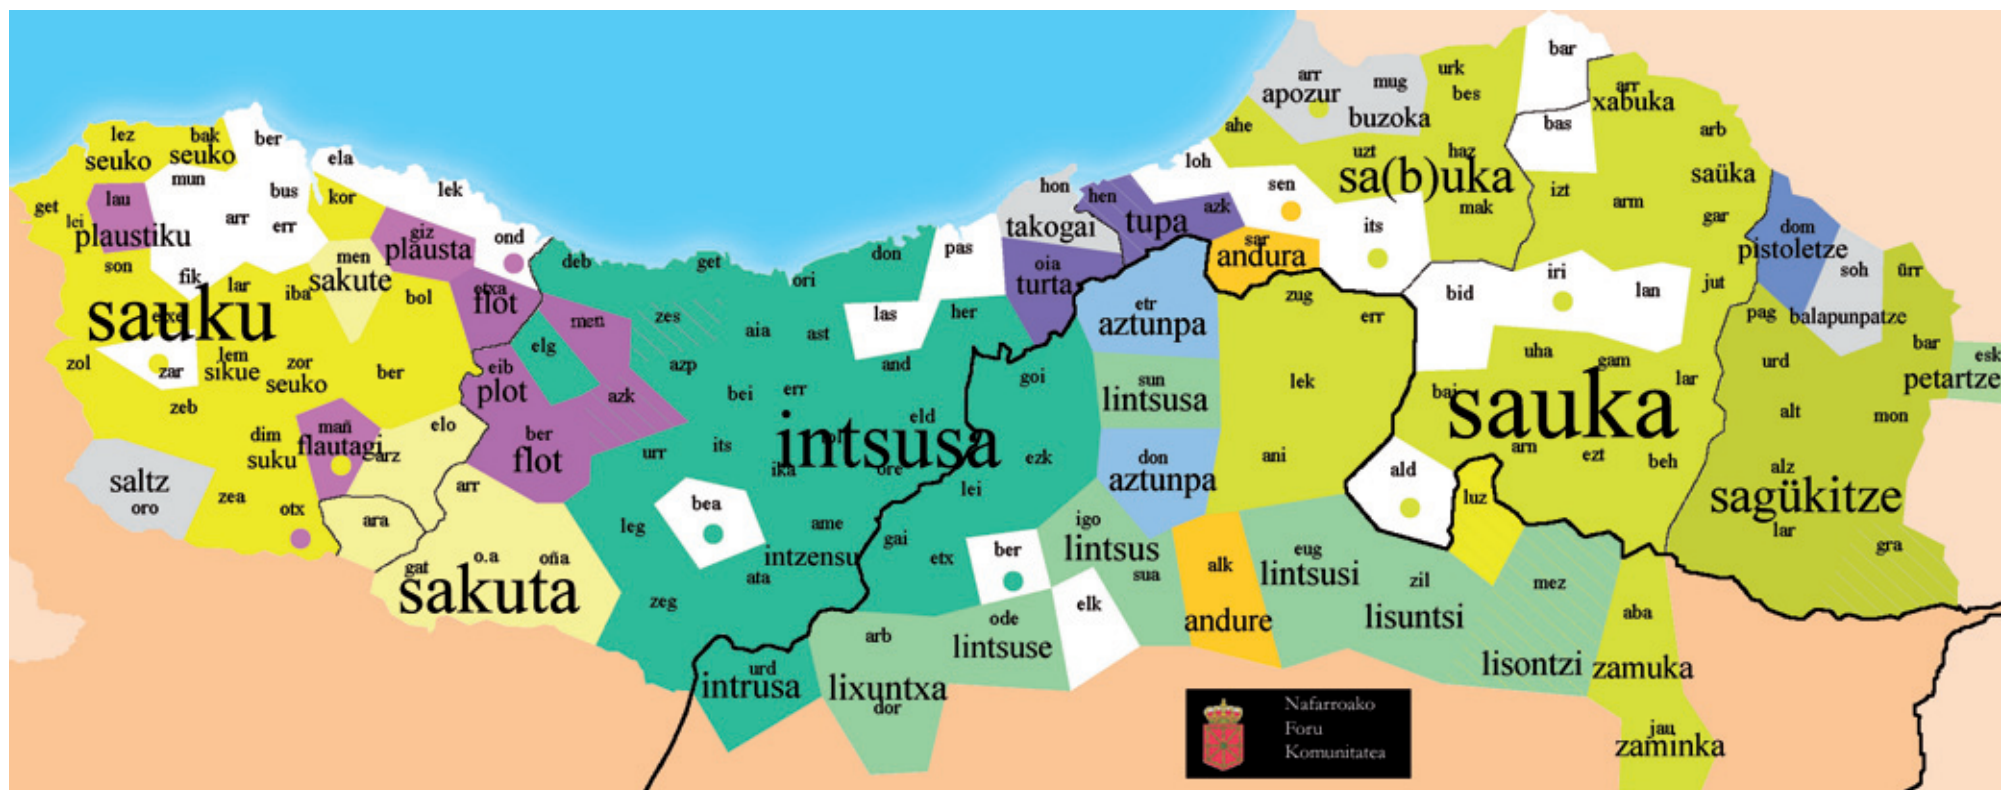 bar
lez
bak
ber
seuko
seuko
ela
mun
lau
bus
kor
lek
get
lei
arr
err
plaustiku
giz
plausta
ond
son
fik
lar
iba
men
sakute
bol
etxa
flot
sauku
zol
zar
lem
sikue
zor
seuko
ber
zeb
mañ
flautagi
arz
elo
dim
suku
saltz
oro
zea
otx
ara
arr
gat
o.a
oña
sakuta
deb
get
ori
don
pas
men
zes
aia
ast
las
her
elg
eib
plot
azp
and
azk
bei
err
eld
ber
flot
urr
its
intsusa
ika
ore
bea
leg
ame
intzensu
ata
zeg
urd
intrusa
hon
takogai
hen
tupa
azk
loh
sen
its
oia
turta
sar
andura
etr
aztunpa
goi
sun
lintsusa
ezk
don
aztunpa
lei
gai
etx
ber
igo
lintsus
sua
elk
ode
lintsuse
arb
lixuntxa
dor
zug
err
lek
ani
alk
andure
eug
lintsusi
zil
lisuntsi
mez
lisontzi
aba
zamuka
jau
zaminka
arr
apozur
mug
buzoka
urk
bes
ahe
uzt
haz
sa(b)uka
mak
arr
xabuka
bas
arb
saüka
izt
arm
gar
iri
lan
jut
bid
uha
gam
lar
bai
sauka
arn
ezt
beh
ald
luz
dom
pistoletze
soh
ürr
pag
balapunpatze
bar
esk
petartze
urd
alt
mon
alz
sagükitze
lar
gra
Nafarroako
Foru
Komunitatea